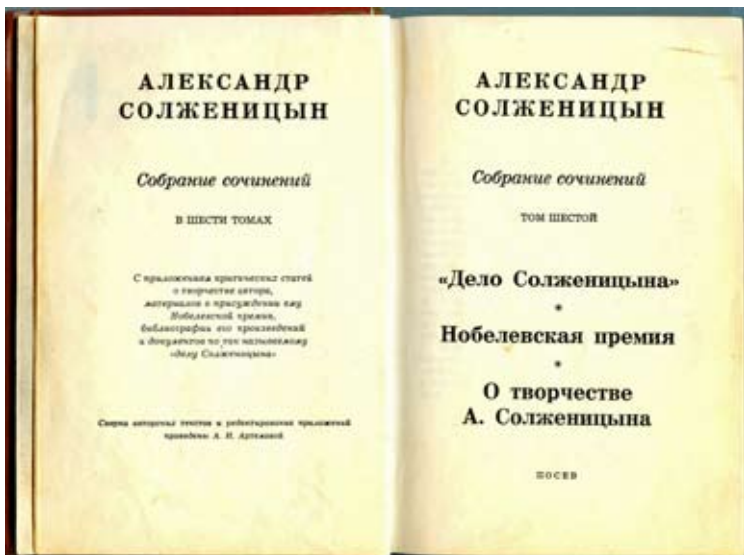 АЛЕКСАНДР
СОЛЖЕНИЦЫН
Собрание сочинений
В ШЕСТИ ТОМАХ
С приложением критических статей
о творчестве автора,
материалов о присуждении ему
Нобелевской премии,
библиографии его произведений
и документов по так называемому
«делу Солженицына»
Сверка авторских текстов и редактирование приложений
проведены А. Н. Артемовой
АЛЕКСАНДР
СОЛЖЕНИЦЫН
Собрание сочинений
ТОМ ШЕСТОЙ
«Дело Солженицына»
*
Нобелевская премия
*
О творчестве
А. Солженицына
ПОСЕВ